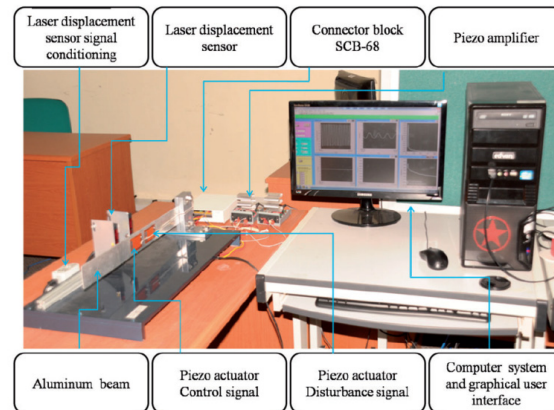 Laser displacement
sensor signal
conditioning
Laser displacement
sensor
Connector block
SCB-68
Piezo amplifier
SAMSUNG
Aluminum beam
Piezo actuator
Control signal
Piezo actuator
Disturbance signal
Computer system
and graphical user
interface